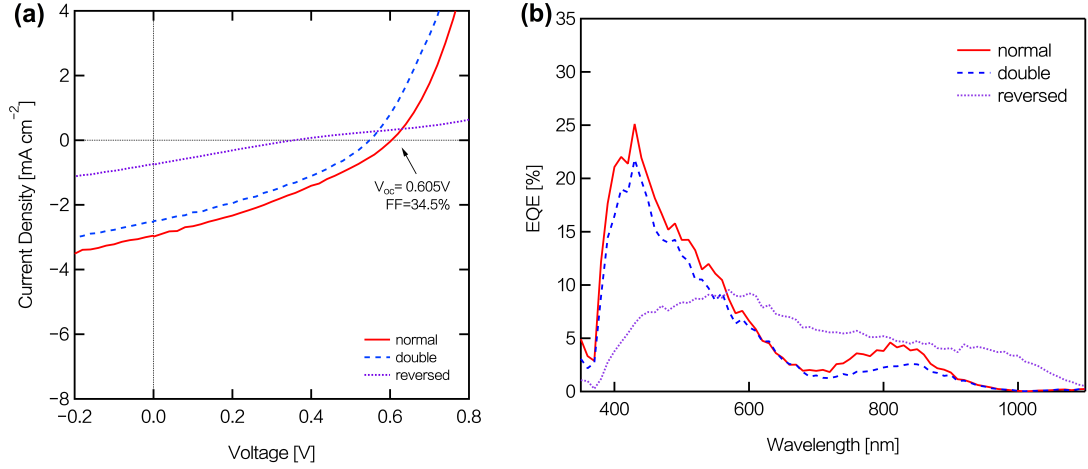 (a)
4
2
0
−2
−4
−6
−8
Current Density [mA cm⁻²]
V_oc= 0.605V
FF=34.5%
normal
double
reversed
−0.2 0.0 0.2 0.4 0.6 0.8
Voltage [V]
(b)
35
30
25
20
15
10
5
0
EQE [%]
normal
double
reversed
400 600 800 1000
Wavelength [nm]